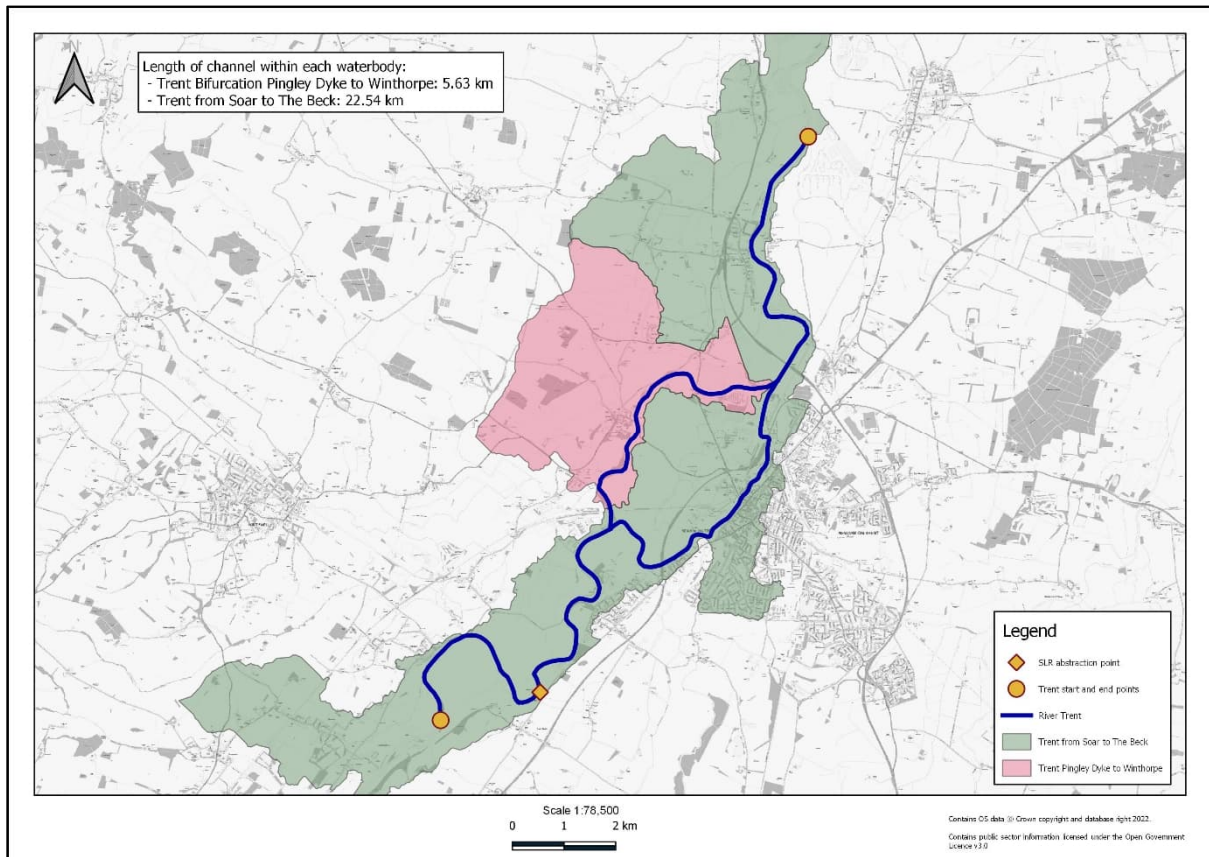 N
Length of channel within each waterbody:
- Trent Bifurcation Pingley Dyke to Winthorpe: 5.63 km
- Trent from Soar to The Beck: 22.54 km
Legend
SLR abstraction point
Trent start and end points
River Trent
Trent from Soar to The Beck
Trent Pingley Dyke to Winthorpe
Scale 1:78,500
0 1 2 km
Contains OS data © Crown copyright and database right 2022.
Contains public sector information licensed under the Open Government
Licence v3.0